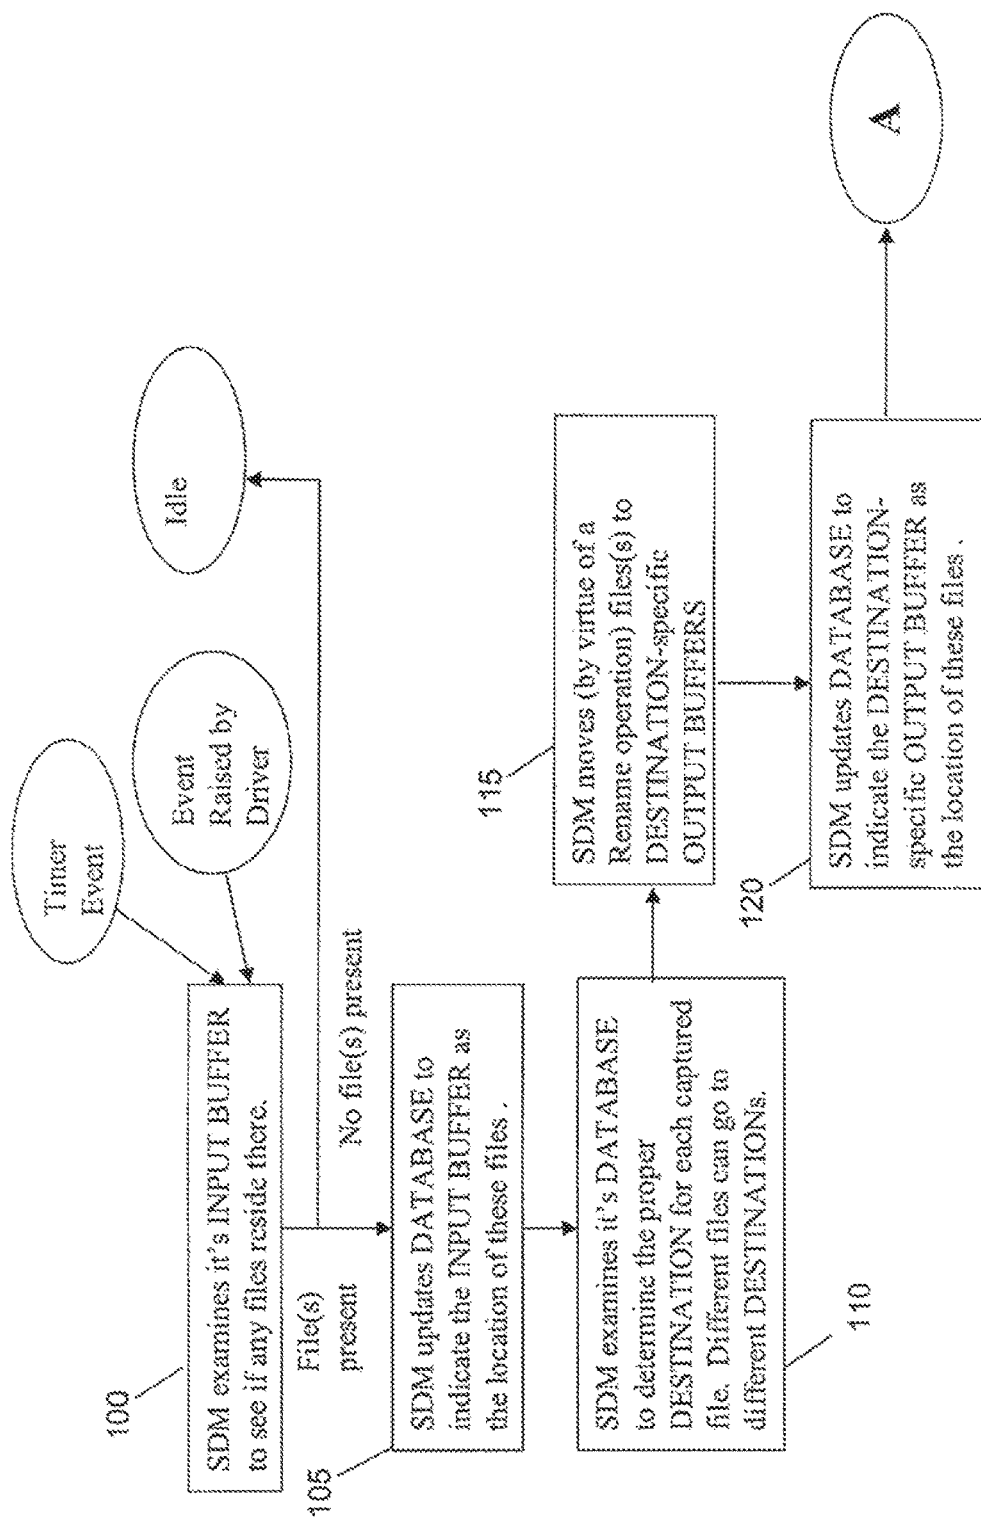 Timer
Event
Event
Raised by
Driver
Idle
100
SDM examines it's INPUT BUFFER
to see if any files reside there.
File(s)
present
No file(s) present
105
SDM updates DATABASE to
indicate the INPUT BUFFER as
the location of these files .
110
SDM examines it's DATABASE
to determine the proper
DESTINATION for each captured
file. Different files can go to
different DESTINATIONs.
115
SDM moves (by virtue of a
Rename operation) files(s) to
DESTINATION-specific
OUTPUT BUFFERS
120
SDM updates DATABASE to
indicate the DESTINATION-
specific OUTPUT BUFFER as
the location of these files .
A